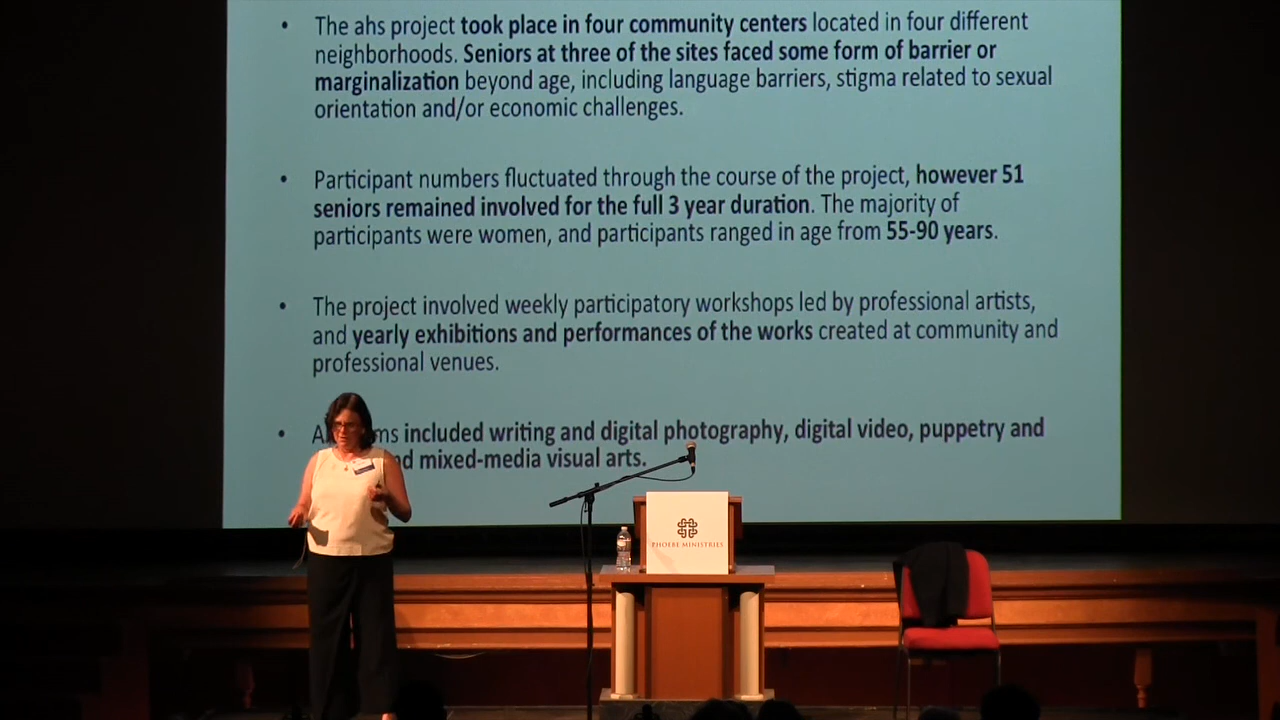 • The ahs project took place in four community centers located in four different
neighborhoods. Seniors at three of the sites faced some form of barrier or
marginalization beyond age, including language barriers, stigma related to sexual
orientation and/or economic challenges.
• Participant numbers fluctuated through the course of the project, however 51
seniors remained involved for the full 3 year duration. The majority of
participants were women, and participants ranged in age from 55-90 years.
• The project involved weekly participatory workshops led by professional artists,
and yearly exhibitions and performances of the works created at community and
professional venues.
• included writing and digital photography, digital video, puppetry and
mixed-media visual arts.
PHOEBE MINISTRIES